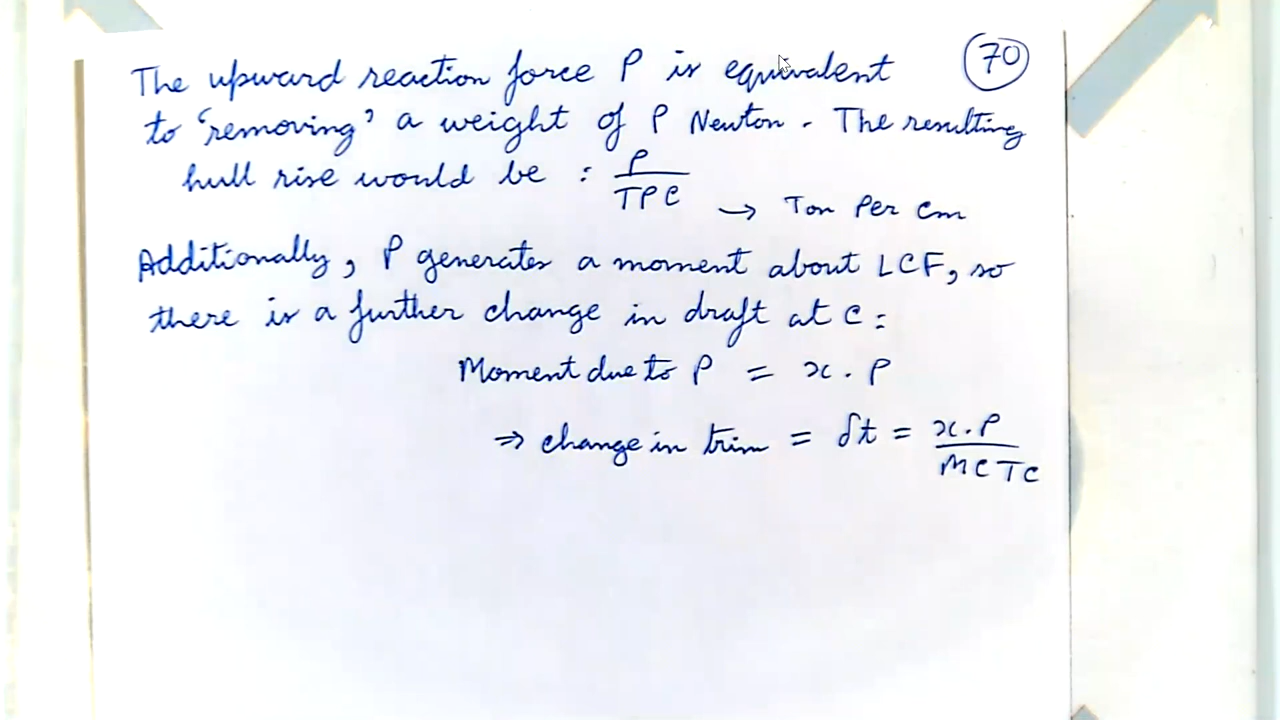 The upward reaction force P is equivalent
70
to 'removing' a weight of P Newton. The resulting
hull rise would be : P / TPC
→ Ton Per Cm
Additionally, P generates a moment about LCF, so
there is a further change in draft at C :
Moment due to P = x . P
⇒ change in trim = δt = x.P / MCTC